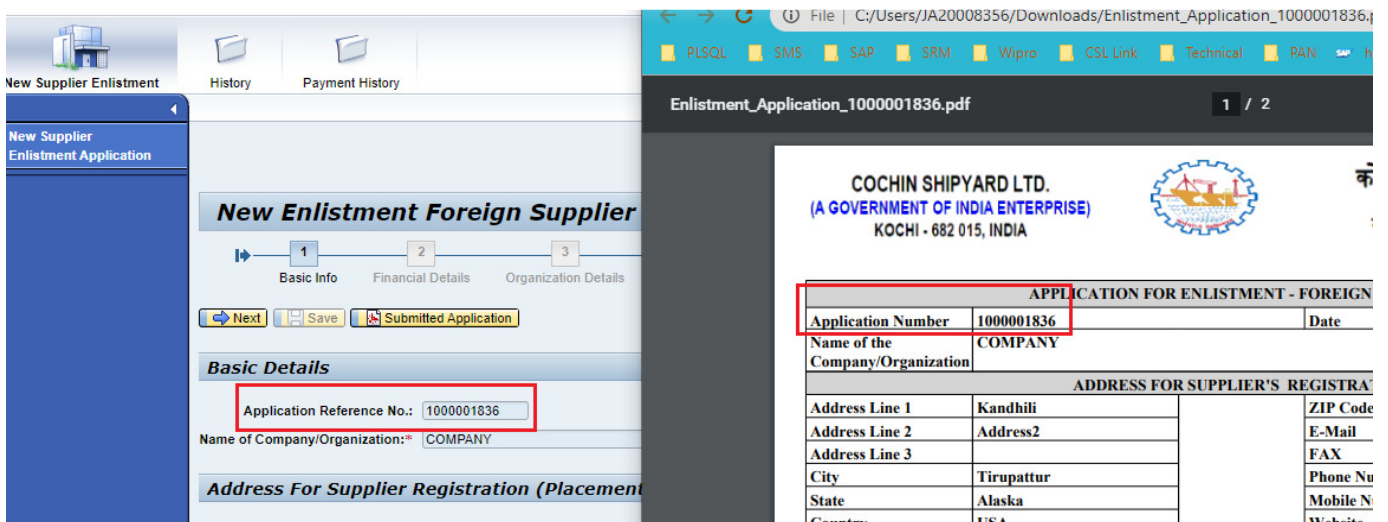 New Supplier Enlistment
History
Payment History
New Supplier
Enlistment Application
New Enlistment Foreign Supplier
1
2
3
Basic Info
Financial Details
Organization Details
Next
Save
Submitted Application
Basic Details
Application Reference No.: 1000001836
Name of Company/Organization:* COMPANY
Address For Supplier Registration (Placement
File | C:/Users/JA20008356/Downloads/Enlistment_Application_1000001836.p
PLSQL SMS SAP SRM Wipro CSL Link Technical PAN
Enlistment_Application_1000001836.pdf 1 / 2
COCHIN SHIPYARD LTD.
(A GOVERNMENT OF INDIA ENTERPRISE)
KOCHI - 682 015, INDIA
APPLICATION FOR ENLISTMENT - FOREIGN
Application Number 1000001836 Date
Name of the COMPANY
Company/Organization
ADDRESS FOR SUPPLIER'S REGISTRAT
Address Line 1 Kandhili ZIP Code
Address Line 2 Address2 E-Mail
Address Line 3 FAX
City Tirupattur Phone Nu
State Alaska Mobile N
Country USA Website